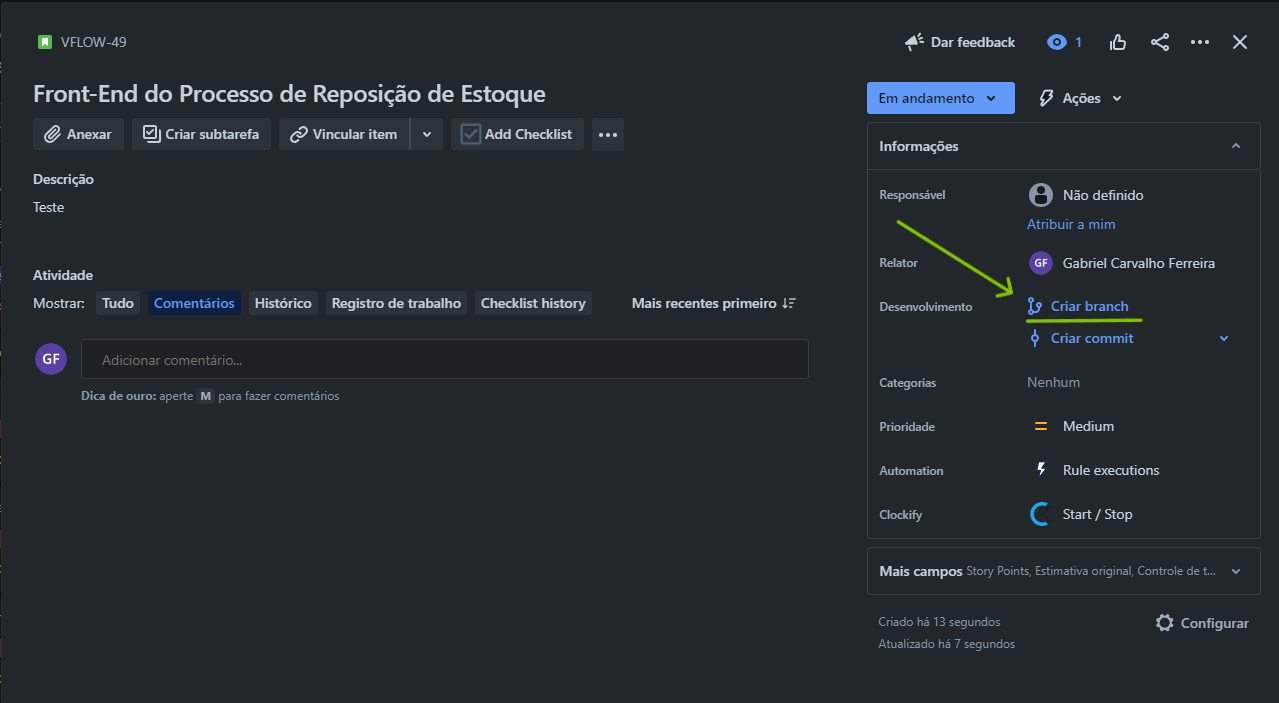 VFLOW-49
Dar feedback
1
Front-End do Processo de Reposição de Estoque
Em andamento
Ações
Anexar
Criar subtarefa
Vincular item
Add Checklist
Descrição
Teste
Atividade
Mostrar: Tudo Comentários Histórico Registro de trabalho Checklist history Mais recentes primeiro
GF
Adicionar comentário...
Dica de ouro: aperte M para fazer comentários
Informações
Responsável Não definido
Atribuir a mim
Relator GF Gabriel Carvalho Ferreira
Desenvolvimento Criar branch
Criar commit
Categorias Nenhum
Prioridade Medium
Automation Rule executions
Clockify Start / Stop
Mais campos Story Points, Estimativa original, Controle de t...
Criado há 13 segundos
Atualizado há 7 segundos
Configurar